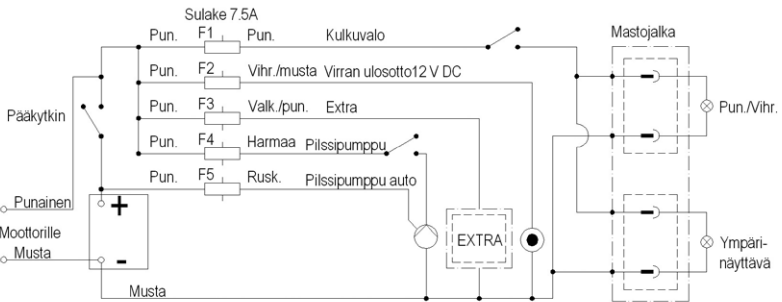 Sulake 7.5A
Pun. F1 Pun. Kulkuvalo
Mastojalka
Pun. F2 Vihr./musta Virran ulosotto12 V DC
Pun. F3 Valk./pun. Extra
Pun./Vihr.
Pääkytkin
Pun. F4 Harmaa Pilssipumppu
Pun. F5 Rusk. Pilssipumppu auto
Punainen
+
Moottorille
EXTRA
Ympäri-
näyttävä
Musta
-
Musta